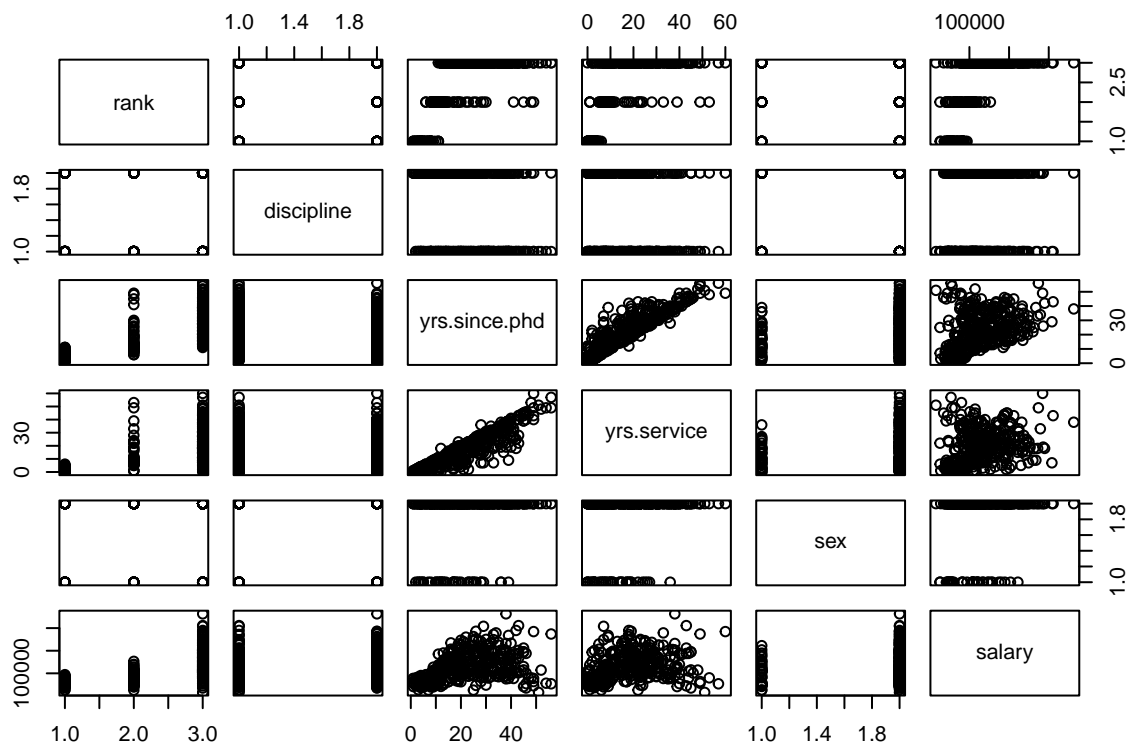 1.0 1.4 1.8
0 20 40 60
100000
rank
1.0 2.5
1.0 1.8
discipline
yrs.since.phd
0 30
0 30
yrs.service
sex
1.0 1.8
100000
salary
1.0 2.0 3.0
0 20 40
1.0 1.4 1.8